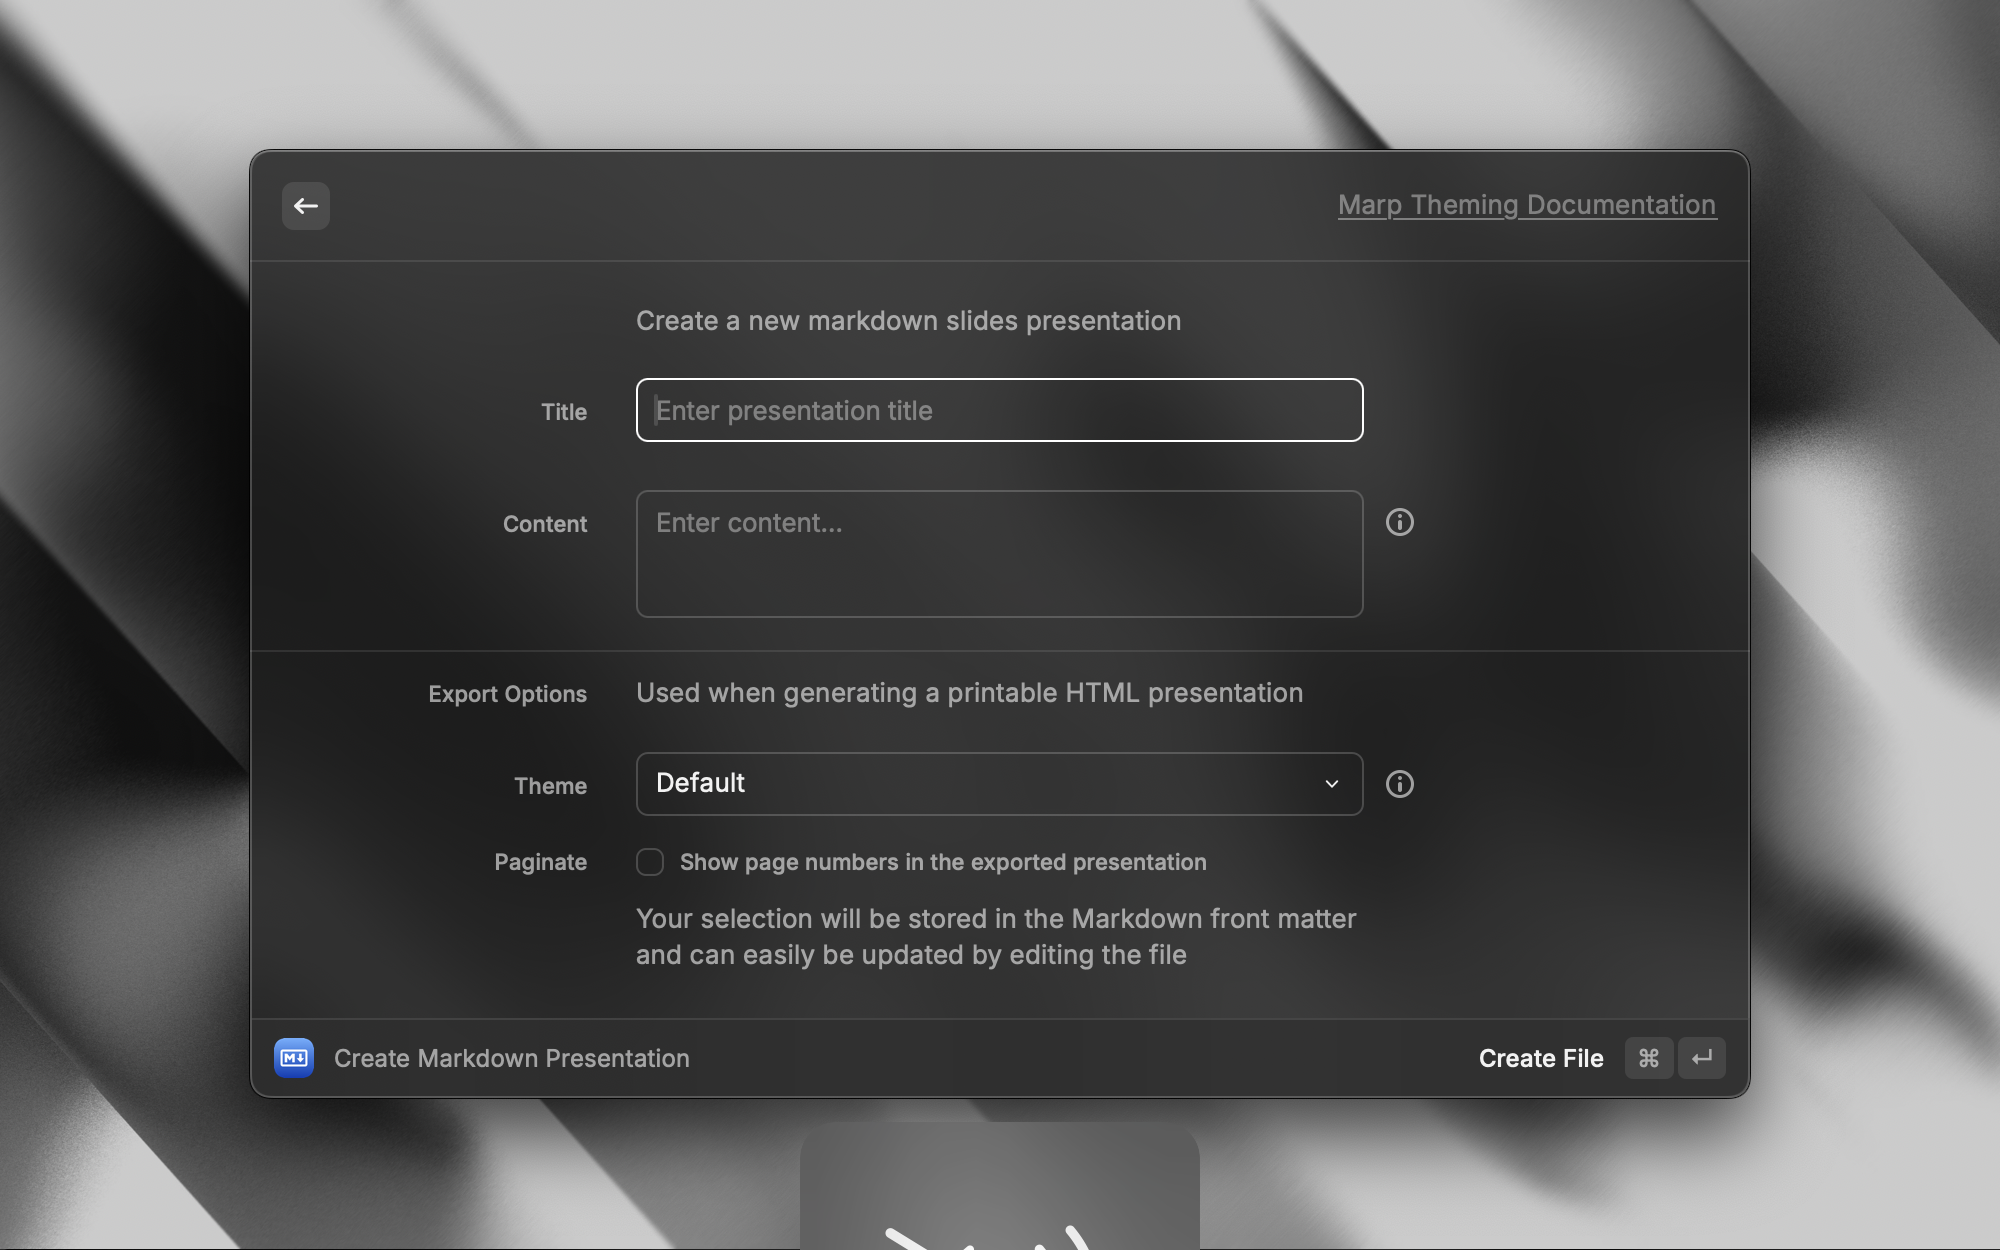 Marp Theming Documentation
Create a new markdown slides presentation
Title
Enter presentation title
Content
Enter content...
Export Options
Used when generating a printable HTML presentation
Theme
Default
Paginate
Show page numbers in the exported presentation
Your selection will be stored in the Markdown front matter
and can easily be updated by editing the file
M
Create Markdown Presentation
Create File
⌘